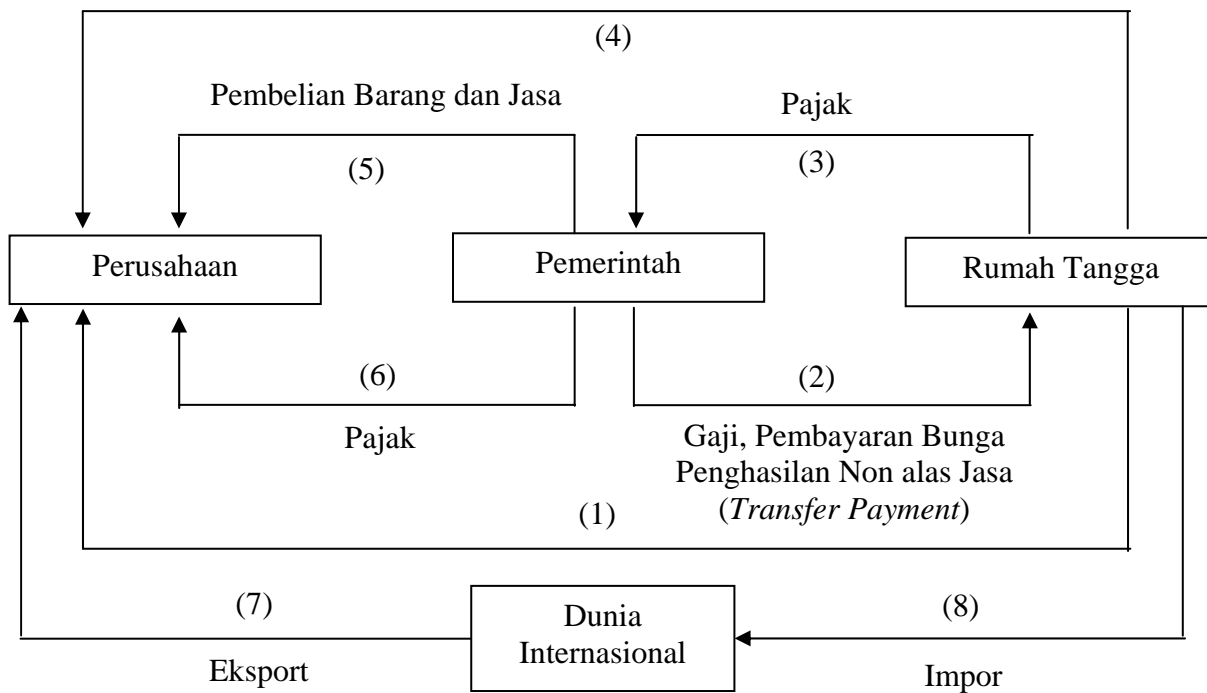 (4)
Pembelian Barang dan Jasa
Pajak
(5)
(3)
Perusahaan
Pemerintah
Rumah Tangga
(6)
(2)
Pajak
Gaji, Pembayaran Bunga
Penghasilan Non alas Jasa
(Transfer Payment)
(1)
(7)
Dunia
Internasional
(8)
Eksport
Impor